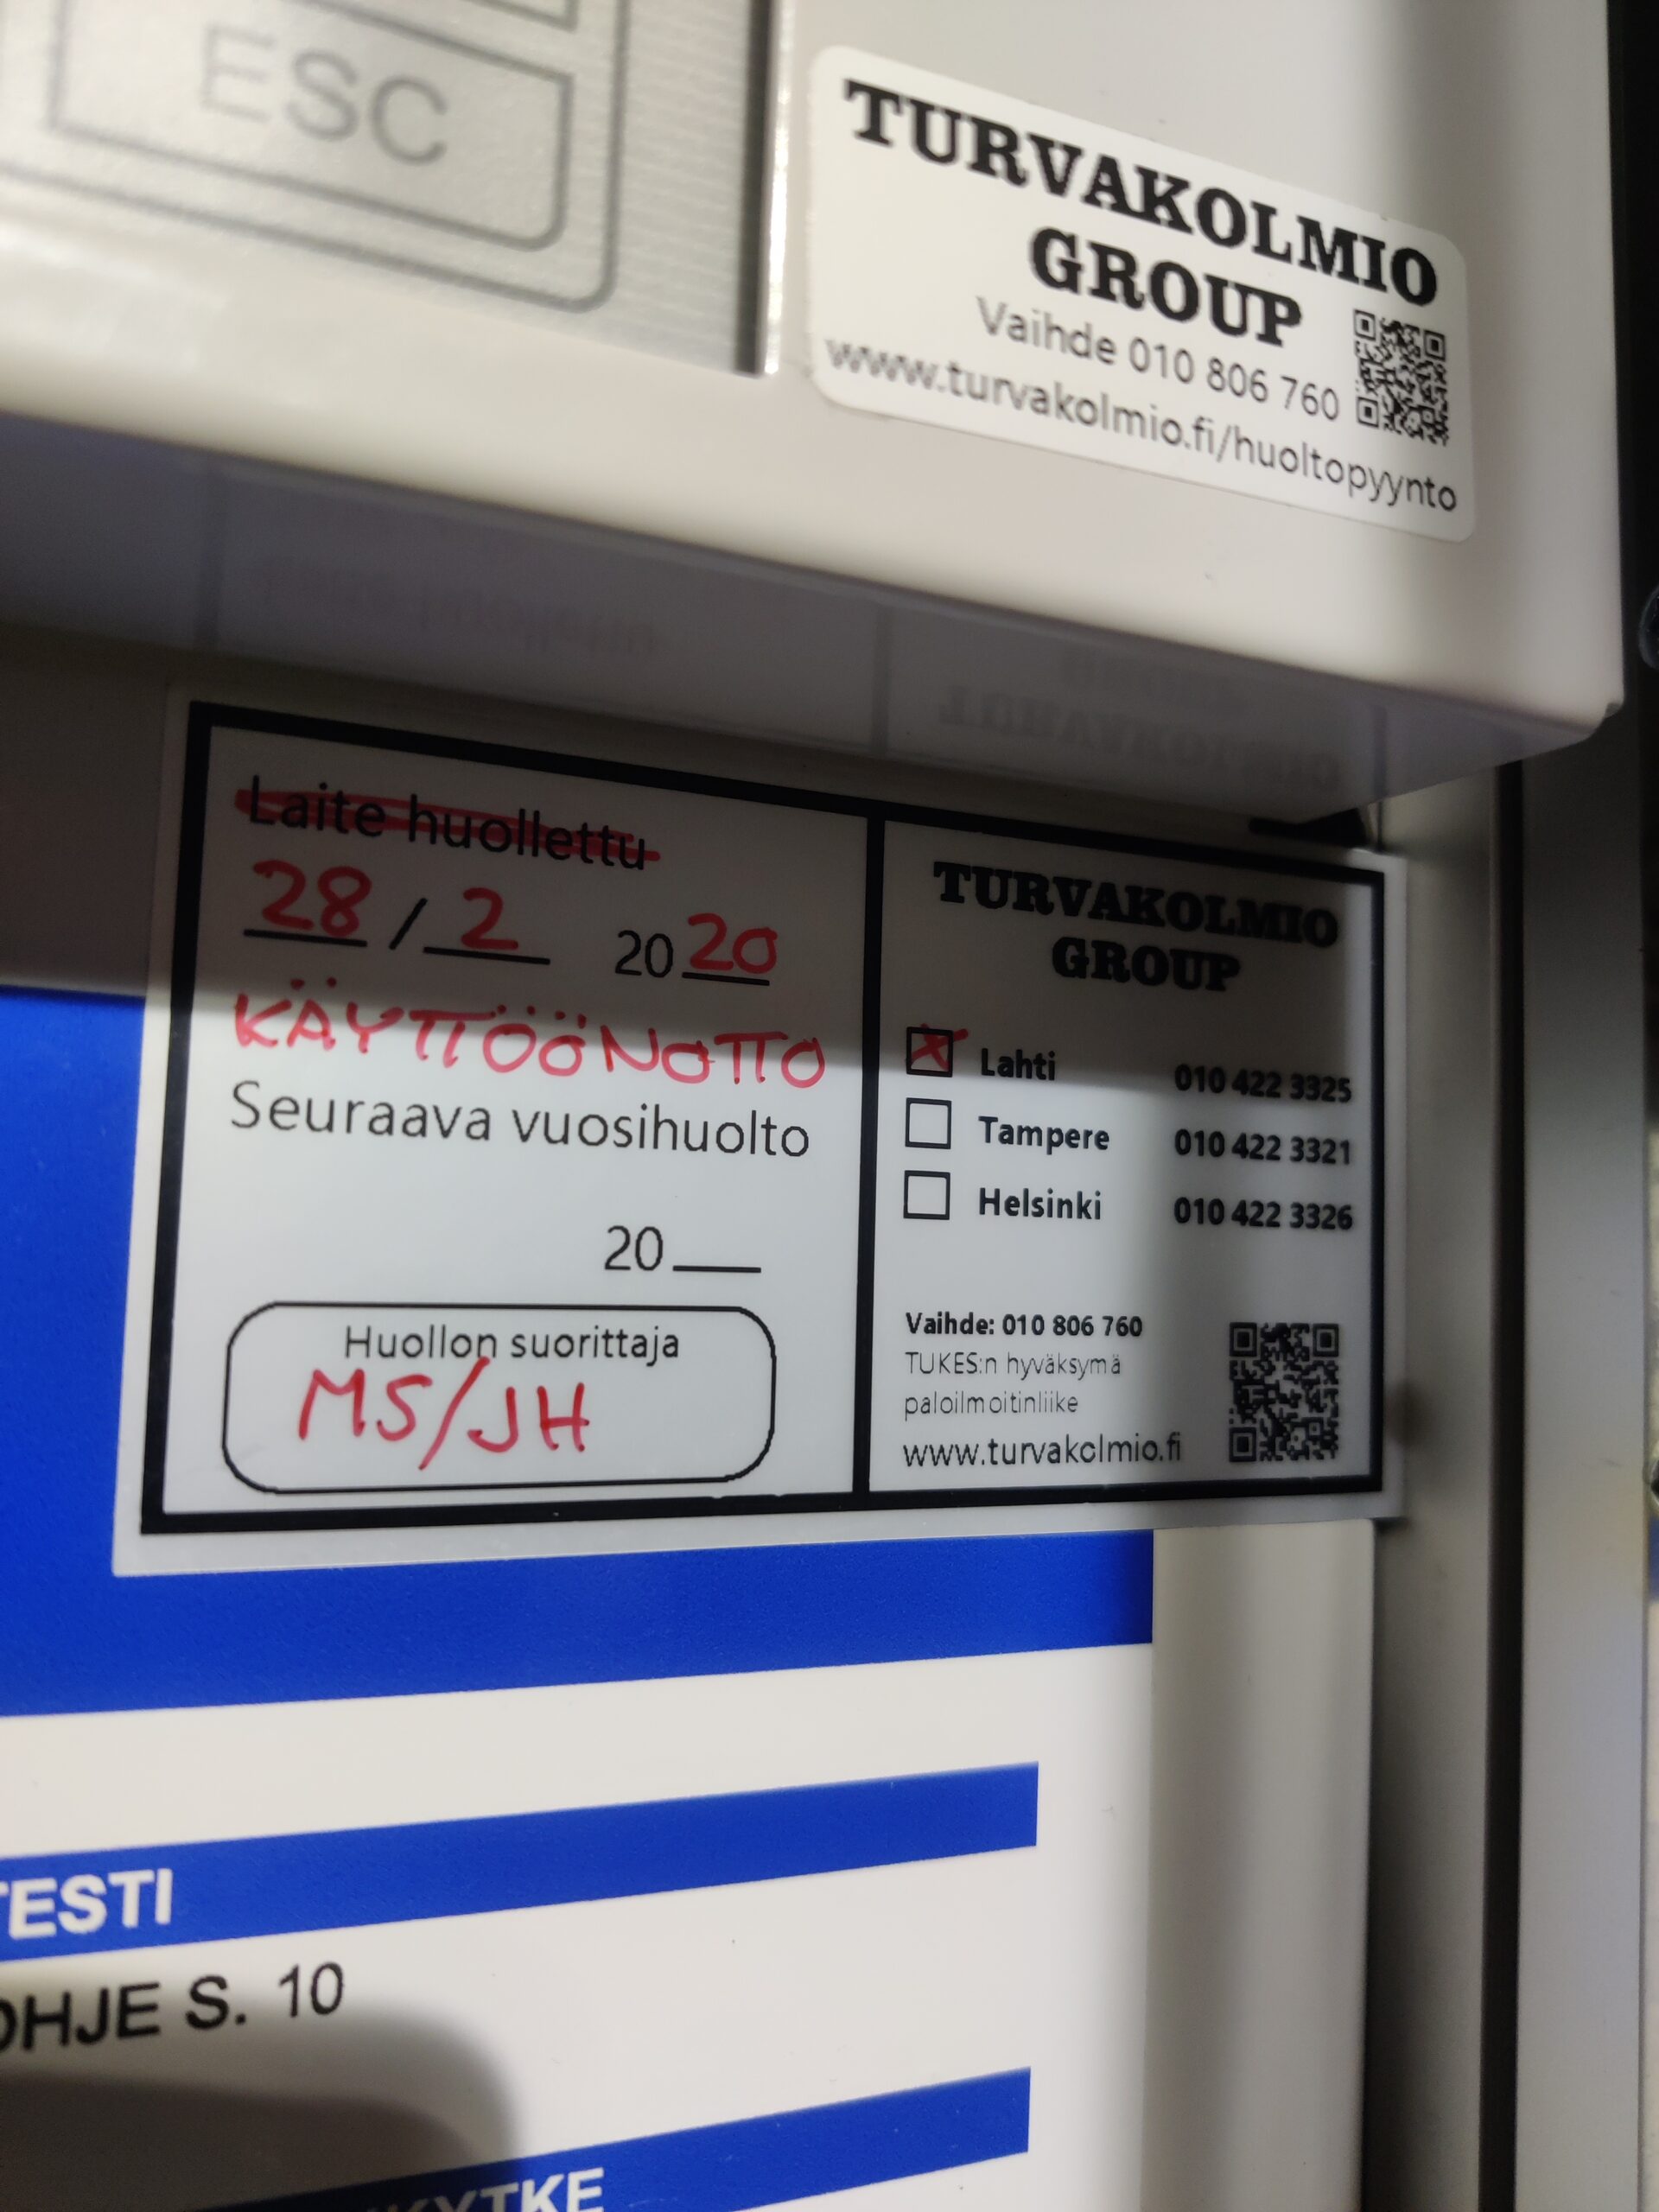 ESC
TURVAKOLMIO
GROUP
Vaihde 010 806 760
www.turvakolmio.fi/huoltopyynto
Laite huollettu
28 / 2 2020
KÄYTTÖÖNOTTO
Seuraava vuosihuolto
20__
Huollon suorittaja
MS/JH
TURVAKOLMIO
GROUP
x Lahti 010 422 3325
Tampere 010 422 3321
Helsinki 010 422 3326
Vaihde: 010 806 760
TUKES:n hyväksymä
paloilmoitinliike
www.turvakolmio.fi
TESTI
OHJE S. 10
KYTKE